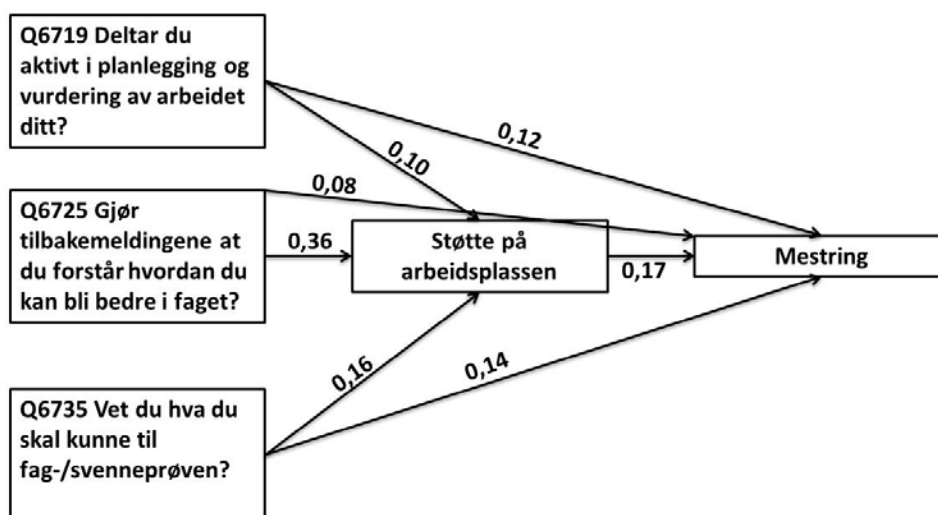 Q6719 Deltar du
aktivt i planlegging og
vurdering av arbeidet
ditt?
0,12
0,10
0,08
Q6725 Gjør
tilbakemeldingene at
du forstår hvordan du
kan bli bedre i faget?
0,36
Støtte på
arbeidsplassen
0,17
Mestring
0,16
0,14
Q6735 Vet du hva du
skal kunne til
fag-/svenneprøven?